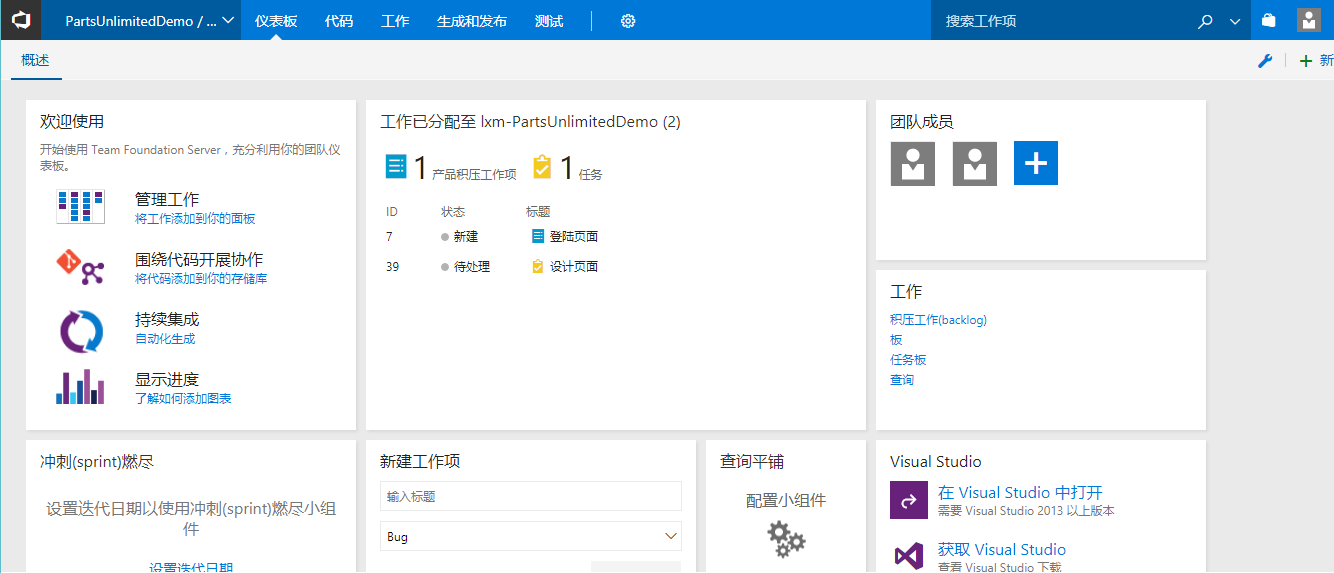 PartsUnlimitedDemo / ...
仪表板
代码
工作
生成和发布
测试
搜索工作项
概述
新
欢迎使用
开始使用 Team Foundation Server，充分利用你的团队仪
表板。
管理工作
将工作添加到你的面板
围绕代码开展协作
将代码添加到你的存储库
持续集成
自动化生成
显示进度
了解如何添加图表
工作已分配至 lxm-PartsUnlimitedDemo (2)
1 产品积压工作项 1 任务
ID 状态 标题
7 新建 登陆页面
39 待处理 设计页面
团队成员
工作
积压工作(backlog)
板
任务板
查询
冲刺(sprint)燃尽
设置迭代日期以使用冲刺(sprint)燃尽小组
件
设置迭代日期
新建工作项
输入标题
Bug
查询平铺
配置小组件
Visual Studio
在 Visual Studio 中打开
需要 Visual Studio 2013 以上版本
获取 Visual Studio
查看 Visual Studio 下载